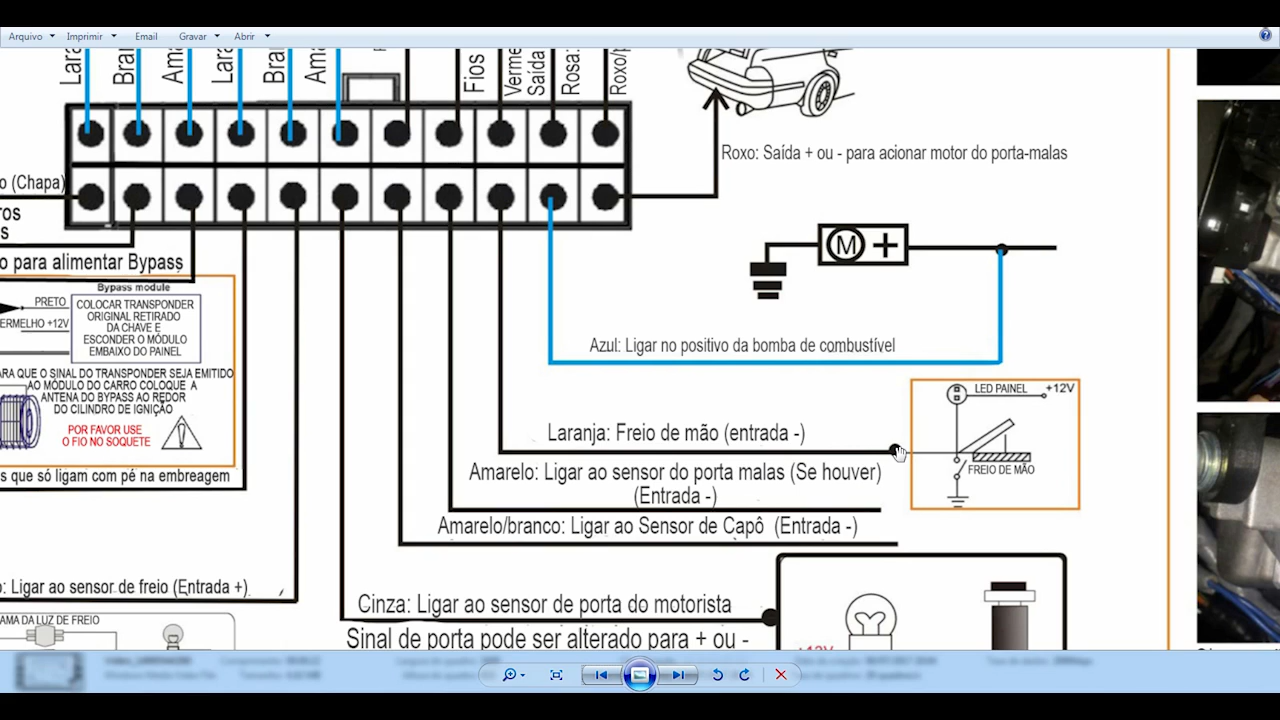 Arquivo Imprimir Email Gravar Abrir
Lara
Bra
Ama
Lara
Bra
Ama
Fios
Verme
Saída
Rosa:
Roxo/p
o (Chapa)
Roxo: Saída + ou - para acionar motor do porta-malas
ros
s
o para alimentar Bypass
M +
Bypass module
PRETO
ERMELHO +12V
COLOCAR TRANSPONDER
ORIGINAL RETIRADO
DA CHAVE E
ESCONDER O MÓDULO
EMBAIXO DO PAINEL
Azul: Ligar no positivo da bomba de combustível
ARA QUE O SINAL DO TRANSPONDER SEJA EMITIDO
AO MÓDULO DO CARRO COLOQUE A
ANTENA DO BYPASS AO REDOR
DO CILINDRO DE IGNIÇÃO
POR FAVOR USE
O FIO NO SOQUETE
LED PAINEL +12V
FREIO DE MÃO
Laranja: Freio de mão (entrada -)
s que só ligam com pé na embreagem
Amarelo: Ligar ao sensor do porta malas (Se houver)
(Entrada -)
Amarelo/branco: Ligar ao Sensor de Capô (Entrada -)
o: Ligar ao sensor de freio (Entrada +)
Cinza: Ligar ao sensor de porta do motorista
Sinal de porta pode ser alterado para + ou -
AMA DA LUZ DE FREIO
+12V